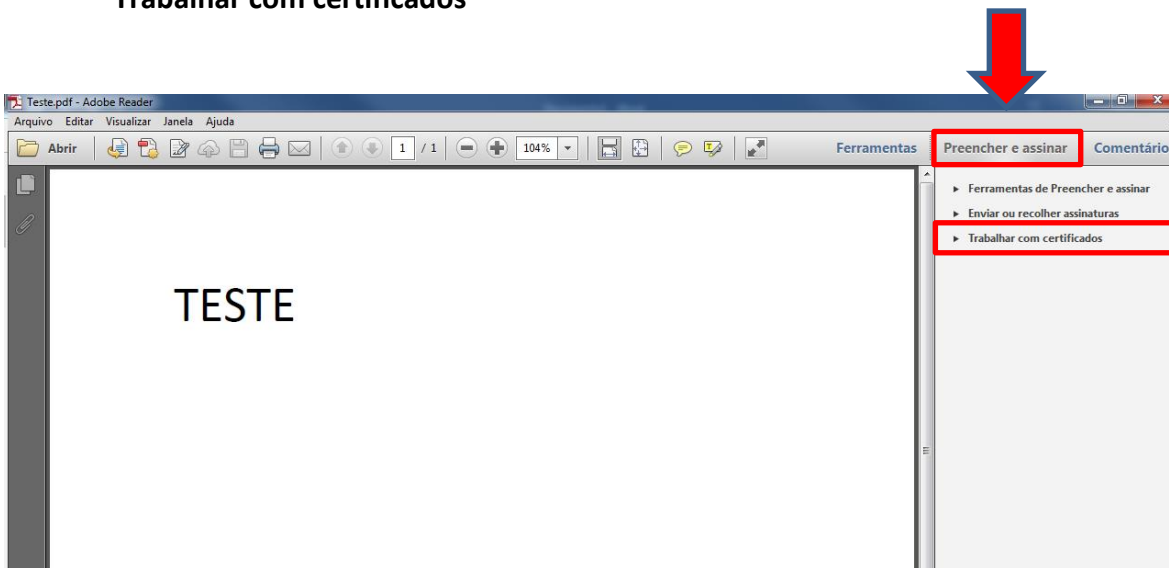 Trabalhar com certificados
Teste.pdf - Adobe Reader
Arquivo Editar Visualizar Janela Ajuda
Abrir 1 / 1 104% Ferramentas Preencher e assinar Comentário
Ferramentas de Preencher e assinar
Enviar ou recolher assinaturas
Trabalhar com certificados
TESTE